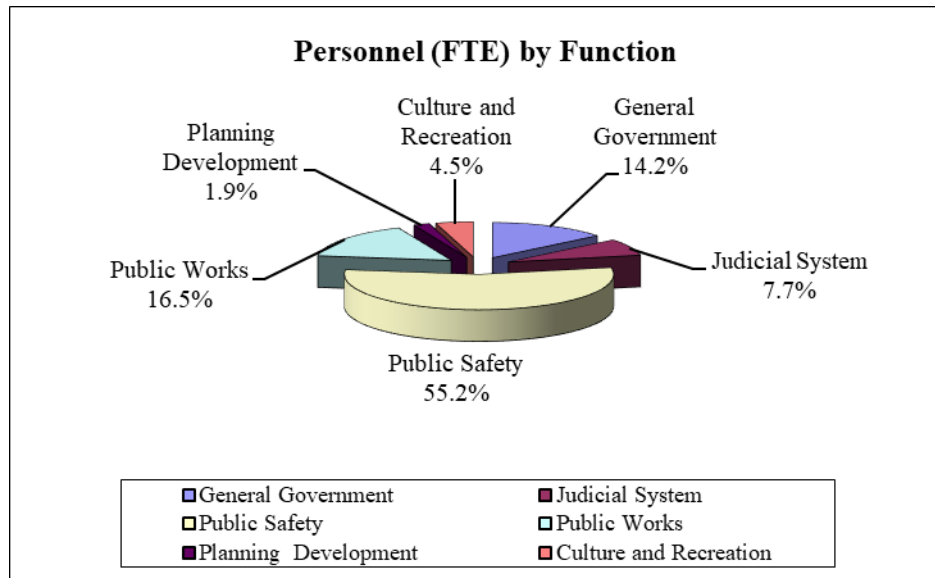 Personnel (FTE) by Function
Culture and
Recreation
4.5%
General
Government
14.2%
Planning
Development
1.9%
Public Works
16.5%
Judicial System
7.7%
Public Safety
55.2%
General Government
Judicial System
Public Safety
Public Works
Planning Development
Culture and Recreation